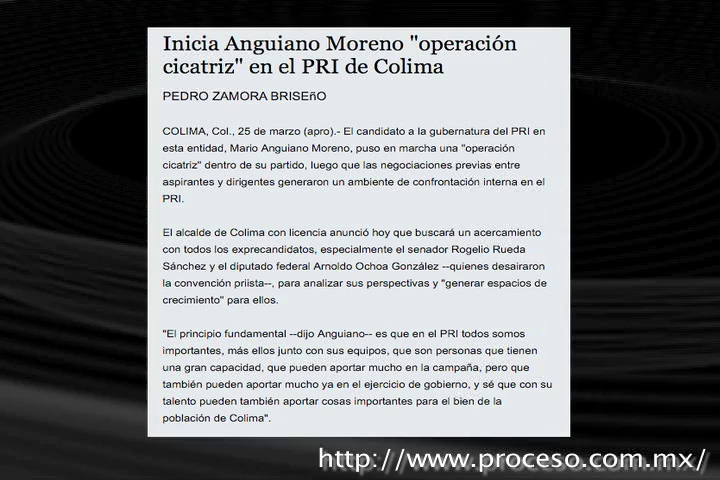 Inicia Anguiano Moreno "operación
cicatriz" en el PRI de Colima
PEDRO ZAMORA BRISEñO
COLIMA, Col., 25 de marzo (apro).- El candidato a la gubernatura del PRI en
esta entidad, Mario Anguiano Moreno, puso en marcha una "operación
cicatriz" dentro de su partido, luego que las negociaciones previas entre
aspirantes y dirigentes generaron un ambiente de confrontación interna en el
PRI.
El alcalde de Colima con licencia anunció hoy que buscará un acercamiento
con todos los exprecandidatos, especialmente el senador Rogelio Rueda
Sánchez y el diputado federal Arnoldo Ochoa González --quienes desairaron
la convención priista--, para analizar sus perspectivas y "generar espacios de
crecimiento" para ellos.
"El principio fundamental --dijo Anguiano-- es que en el PRI todos somos
importantes, más ellos junto con sus equipos, que son personas que tienen
una gran capacidad, que pueden aportar mucho en la campaña, pero que
también pueden aportar mucho ya en el ejercicio de gobierno, y sé que con su
talento pueden también aportar cosas importantes para el bien de la
población de Colima".
http://www.proceso.com.mx/